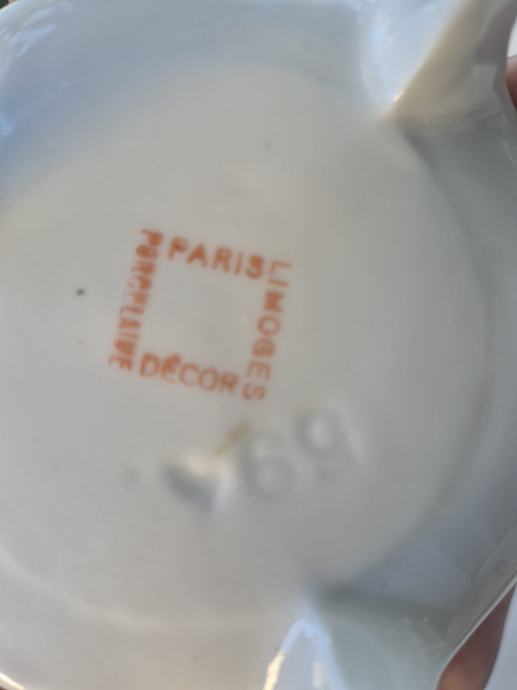 PARIS
LIMOGES
DÉCOR
PORCELAINE
69